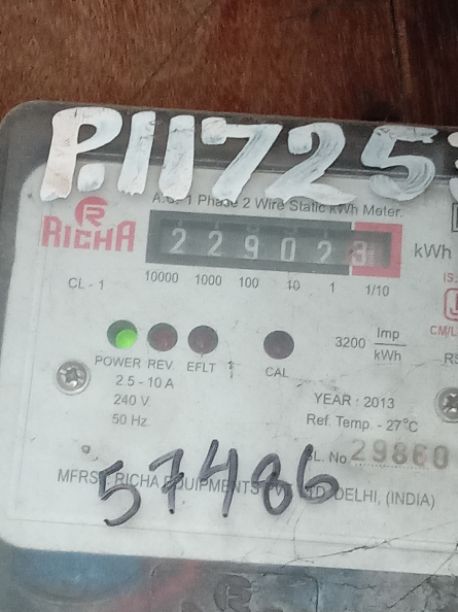 P.11725
A.C. 1 Phase 2 Wire Static kWh Meter.
RICHA
229023 kWh
CL - 1 10000 1000 100 10 1 1/10
3200 Imp/kWh
POWER REV EFLT CAL
2.5 - 10 A
240 V.
50 Hz.
YEAR : 2013
Ref. Temp. - 27°C
SL. No 29860
MFRS. RICHA EQUIPMENTS DELHI, (INDIA)
57486